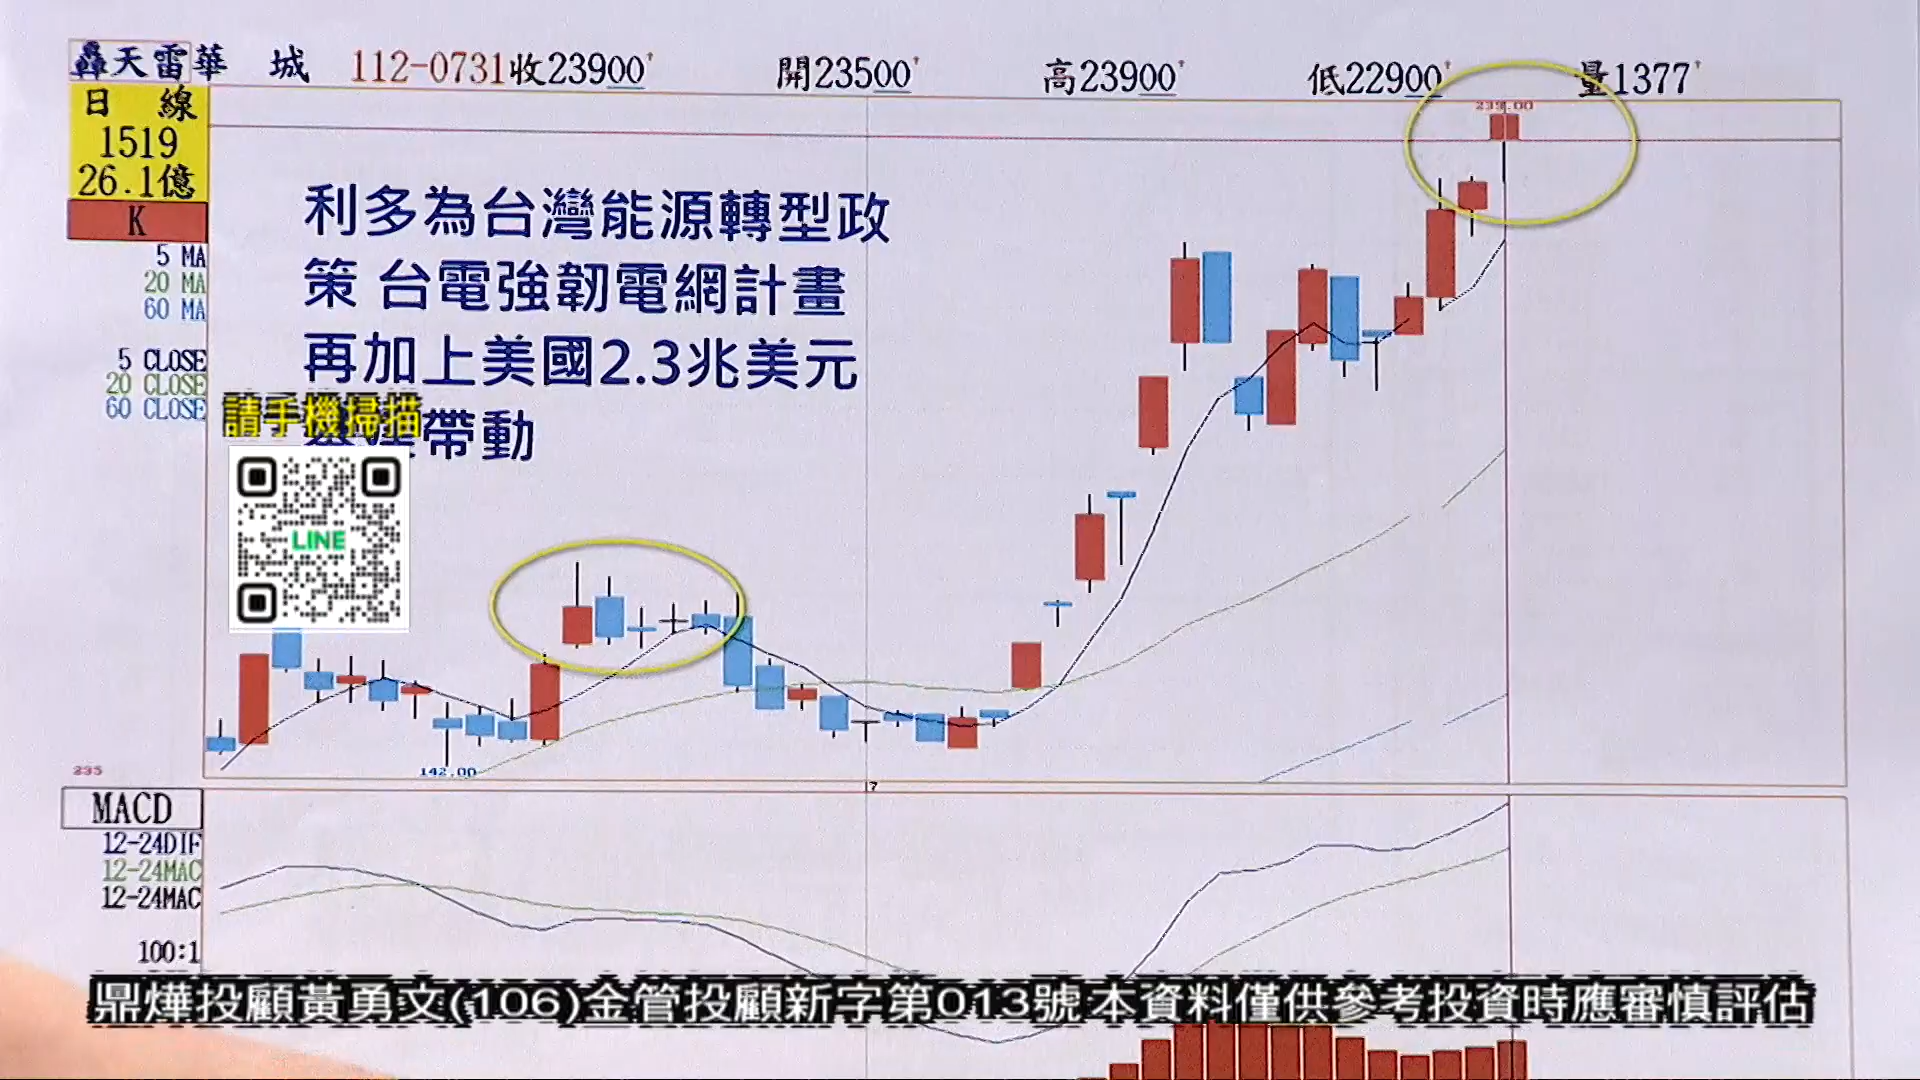 轟天雷華 城 112-0731收23900 開23500 高23900 低22900 量1377
日 線
1519
26.1億
K
5 MA
20 MA
60 MA
5 CLOSE
20 CLOSE
60 CLOSE
239.00
利多為台灣能源轉型政
策 台電強韌電網計畫
再加上美國2.3兆美元
帶動
請手機掃描
LINE
142.00
235
7
MACD
12-24DIF
12-24MAC
12-24MAC
100:1
鼎燁投顧黃勇文(106)金管投顧新字第013號 本資料僅供參考投資時應審慎評估